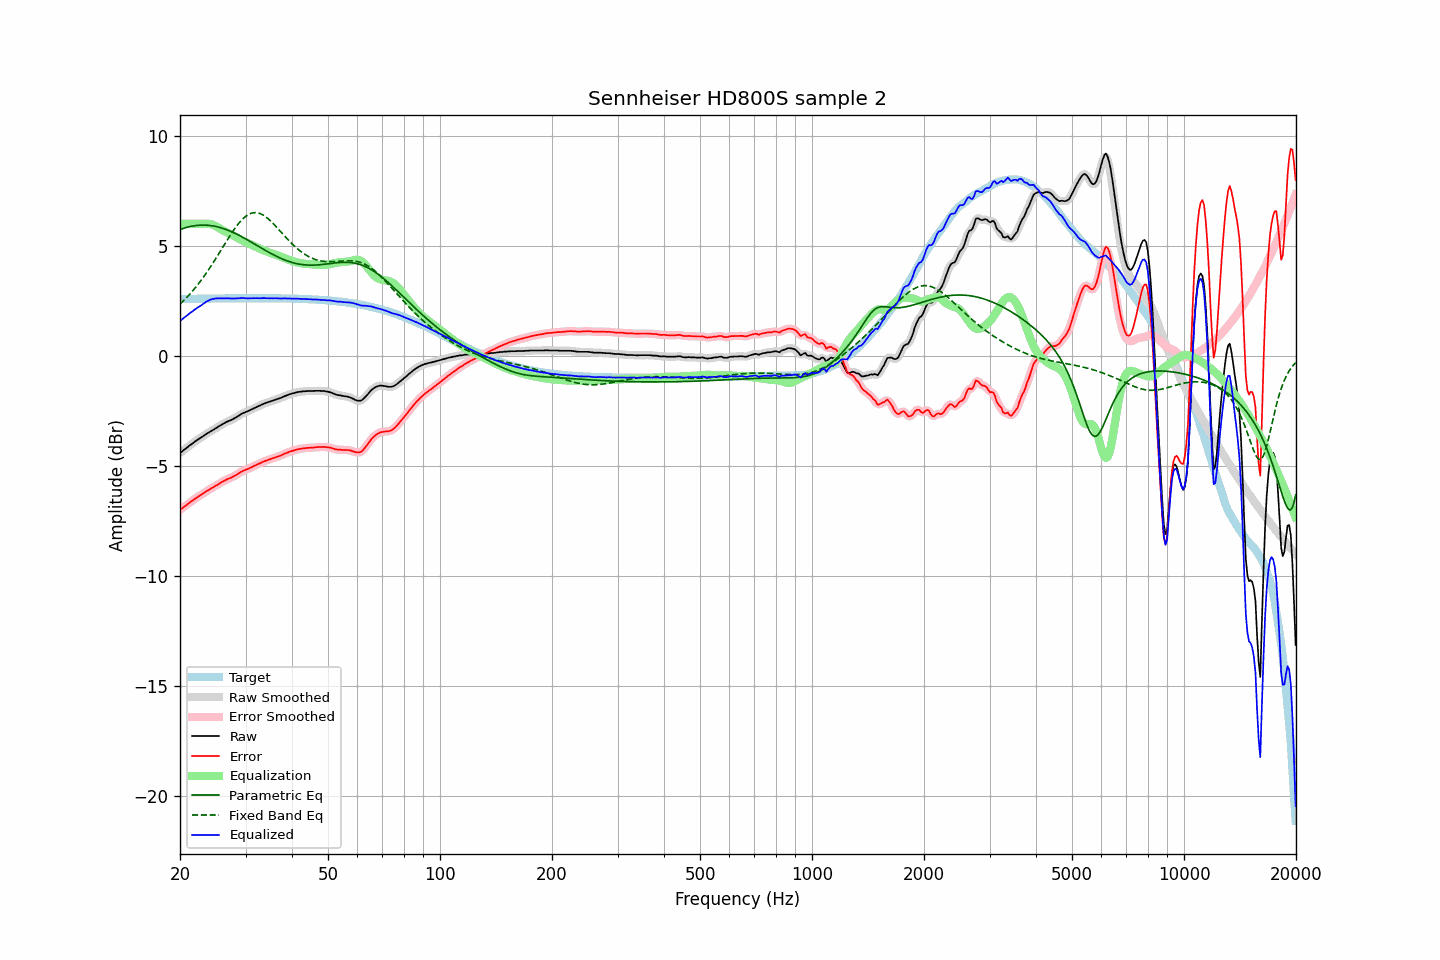 Sennheiser HD800S sample 2
10
5
0
−5
−10
−15
−20
Amplitude (dBr)
Target
Raw Smoothed
Error Smoothed
Raw
Error
Equalization
Parametric Eq
Fixed Band Eq
Equalized
20 50 100 200 500 1000 2000 5000 10000 20000
Frequency (Hz)